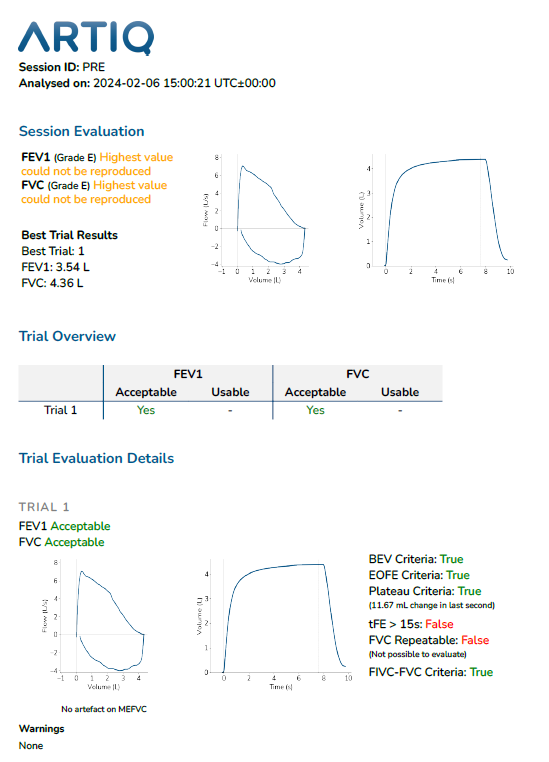 ARTIQ
Session ID: PRE
Analysed on: 2024-02-06 15:00:21 UTC±00:00
Session Evaluation
FEV1 (Grade E) Highest value
could not be reproduced
FVC (Grade E) Highest value
could not be reproduced
Best Trial Results
Best Trial: 1
FEV1: 3.54 L
FVC: 4.36 L
8
6
4
2
0
−2
−4
Flow (L/s)
−1 0 1 2 3 4
Volume (L)
4
3
2
1
0
Volume (L)
0 2 4 6 8 10
Time (s)
Trial Overview
FEV1 FVC
Acceptable Usable Acceptable Usable
Trial 1 Yes - Yes -
Trial Evaluation Details
TRIAL 1
FEV1 Acceptable
FVC Acceptable
8
6
4
2
0
−2
−4
Flow (L/s)
−1 0 1 2 3 4
Volume (L)
No artefact on MEFVC
4
3
2
1
0
Volume (L)
0 2 4 6 8 10
Time (s)
BEV Criteria: True
EOFE Criteria: True
Plateau Criteria: True
(11.67 mL change in last second)
tFE > 15s: False
FVC Repeatable: False
(Not possible to evaluate)
FIVC-FVC Criteria: True
Warnings
None